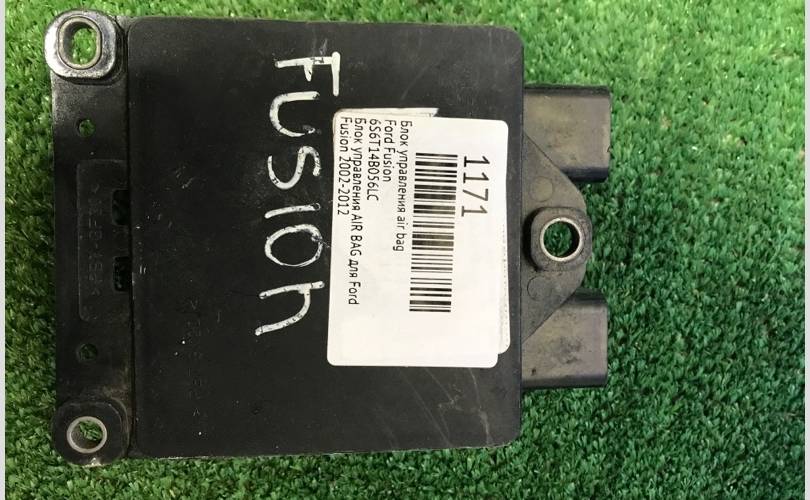 FUSION
1171
Блок управления air bag
Ford Fusion
6S6T14B056LC
Блок управления AIR BAG для Ford
Fusion 2002-2012